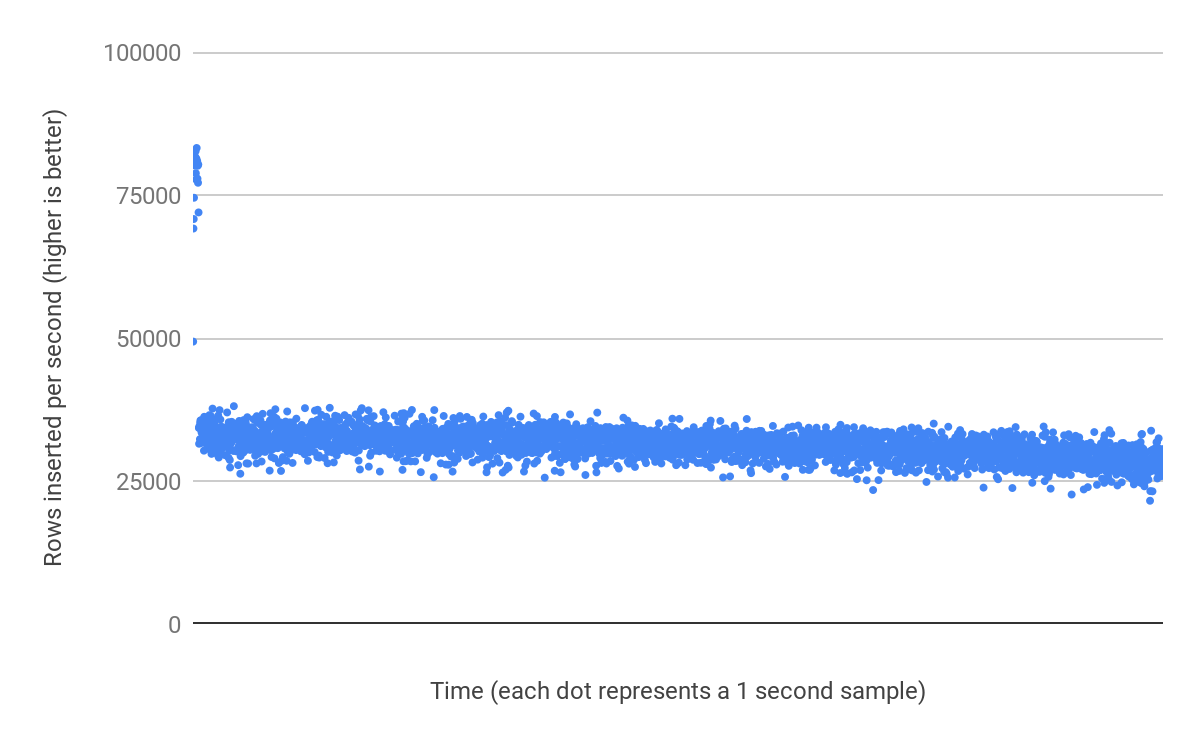 Rows inserted per second (higher is better)
100000
75000
50000
25000
0
Time (each dot represents a 1 second sample)